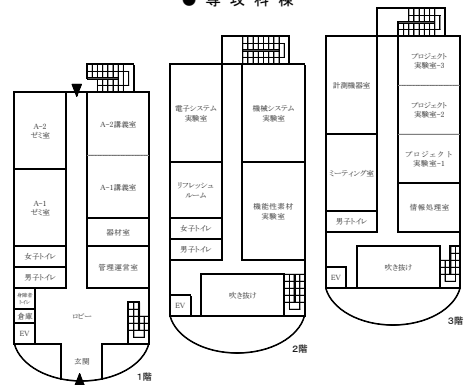 ● 専攻科棟
A-2
ゼミ室
A-2講義室
A-1
ゼミ室
A-1講義室
器材室
女子トイレ
男子トイレ
管理運営室
身障者
トイレ
倉庫
EV
ロビー
玄関
1階
電子システム
実験室
機械システム
実験室
リフレッシュ
ルーム
機能性素材
実験室
女子トイレ
男子トイレ
EV
吹き抜け
2階
計測機器室
プロジェクト
実験室-3
プロジェクト
実験室-2
プロジェクト
実験室-1
ミーティング室
情報処理室
男子トイレ
EV
吹き抜け
3階